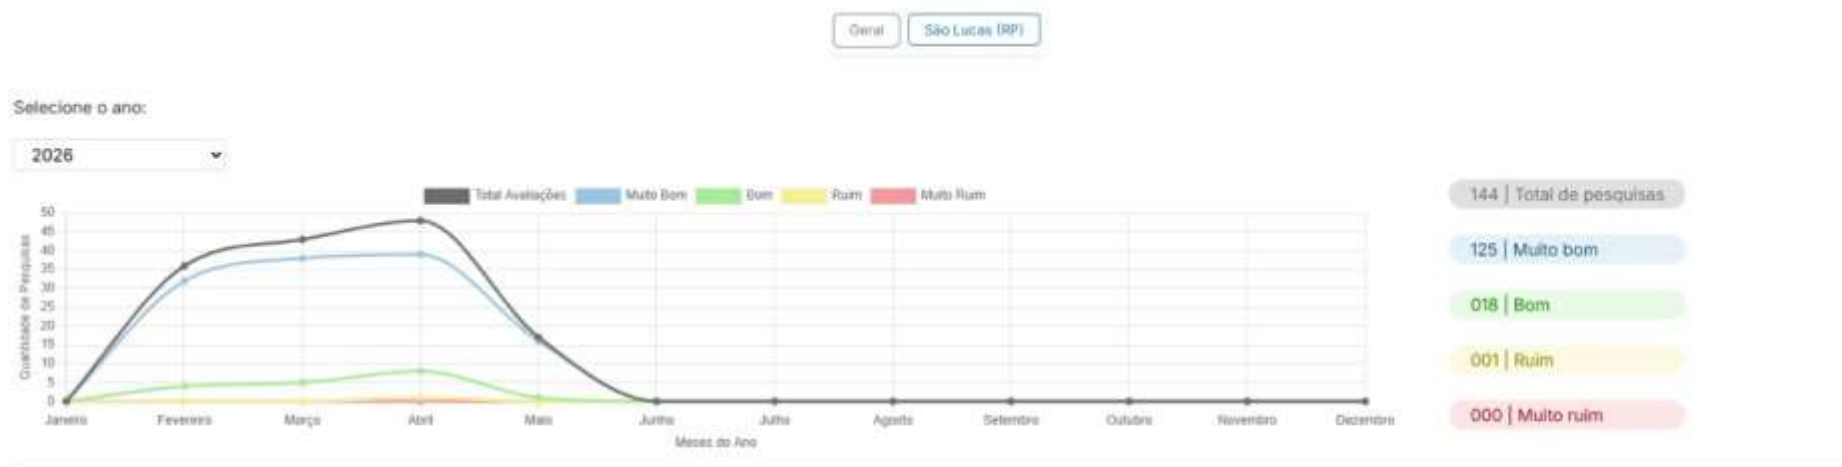 Geral São Lucas (RP)
Selecione o ano:
2026
Total Avaliações Muito Bom Bom Ruim Muito Ruim
144 | Total de pesquisas
125 | Muito bom
018 | Bom
001 | Ruim
000 | Muito ruim
Quantidade de Pesquisas
50
45
40
35
30
25
20
15
10
5
0
Janeiro Fevereiro Março Abril Maio Junho Julho Agosto Setembro Outubro Novembro Dezembro
Meses do Ano